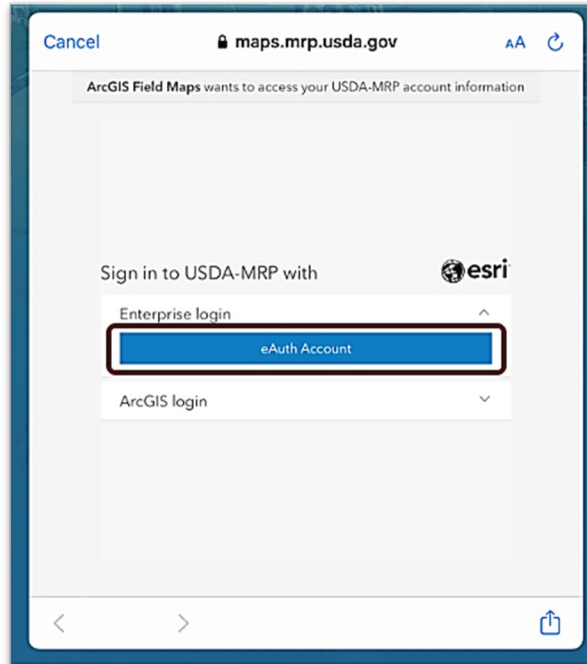 Cancel maps.mrp.usda.gov AA
ArcGIS Field Maps wants to access your USDA-MRP account information
Sign in to USDA-MRP with esri
Enterprise login
eAuth Account
ArcGIS login